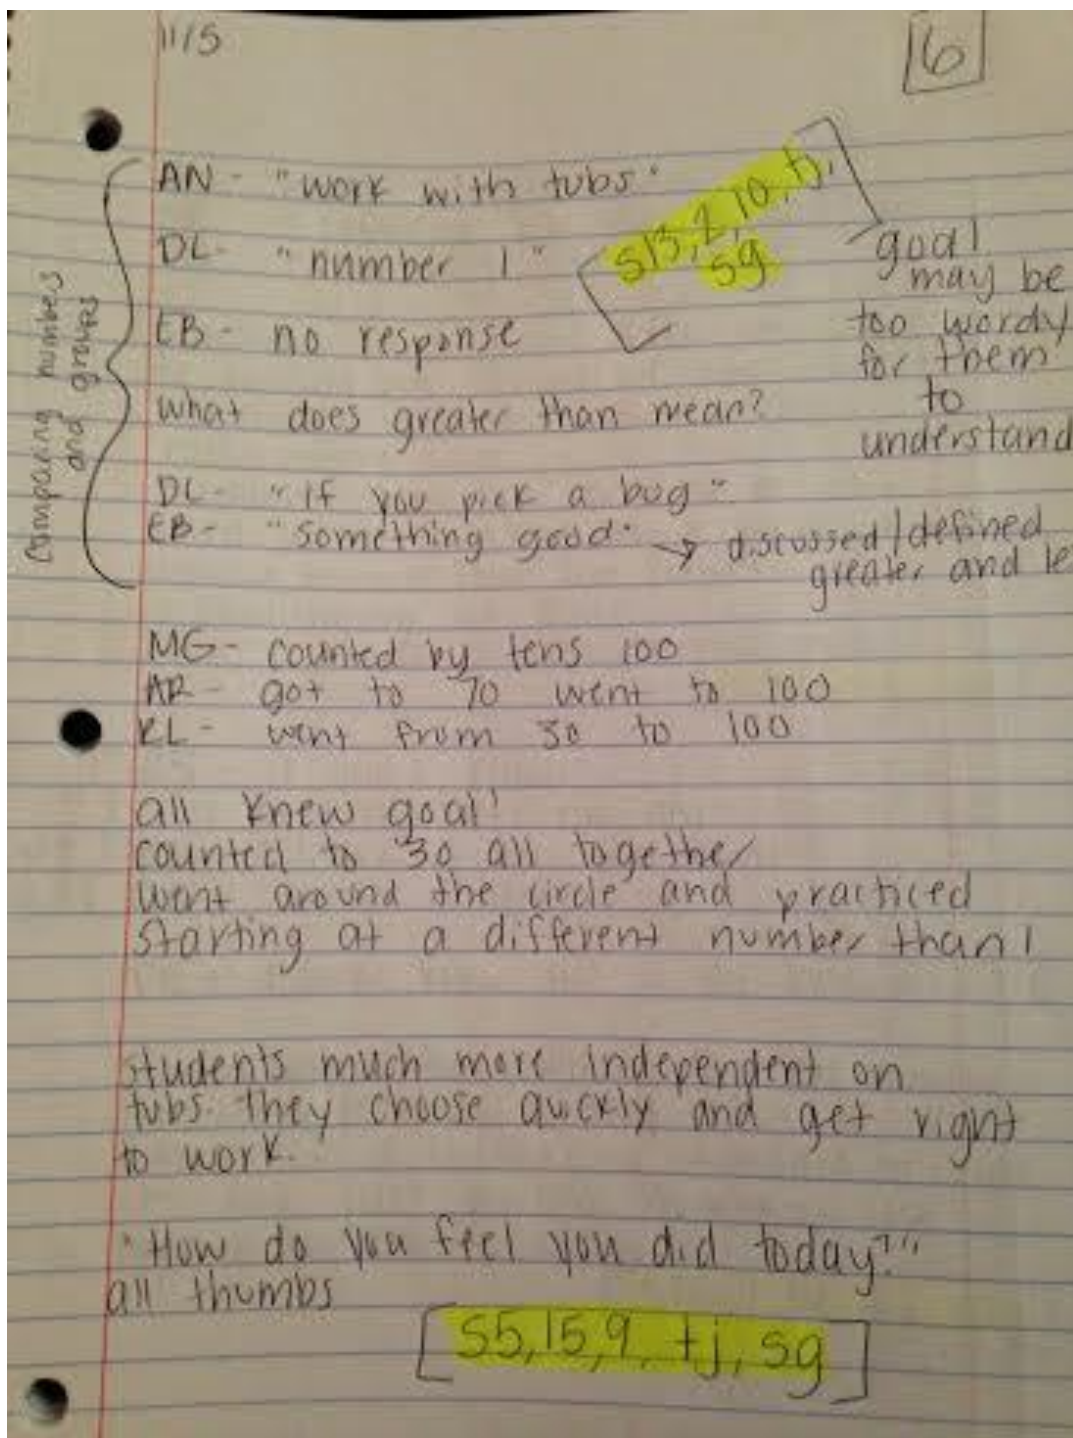 11/5
16
AN - "work with tubs"
DL - "number 1"
EB - no response
S13, 2, 10, tj,
sg
goal
may be
too wordy
for them
to
understand
Comparing numbers
and groups
what does greater than mean?
DL - "If you pick a bug"
EB - "something good" → discussed/defined
greater and le
MG - counted by tens 100
AR - got to 70 went to 100
KL - went from 30 to 100
all knew goal!
counted to 30 all together
went around the circle and practiced
starting at a different number than 1
Students much more independent on
tubs. They choose quickly and get right
to work.
"How do you feel you did today?"
all thumbs
[S5, 15, 9, tj, sg]